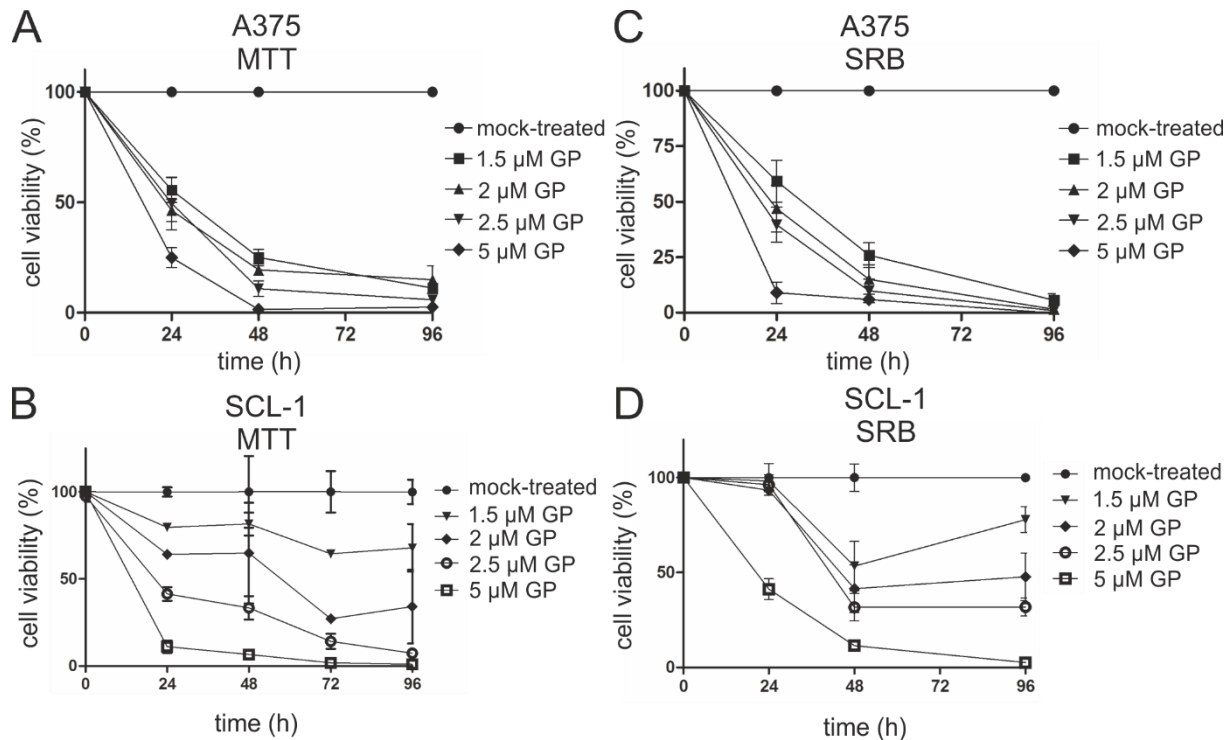 A
A375
MTT
cell viability (%)
100
50
0
0 24 48 72 96
time (h)
mock-treated
1.5 µM GP
2 µM GP
2.5 µM GP
5 µM GP
C
A375
SRB
cell viability (%)
100
75
50
25
0
0 24 48 72 96
time (h)
mock-treated
1.5 µM GP
2 µM GP
2.5 µM GP
5 µM GP
B
SCL-1
MTT
cell viability (%)
100
50
0
0 24 48 72 96
time (h)
mock-treated
1.5 µM GP
2 µM GP
2.5 µM GP
5 µM GP
D
SCL-1
SRB
cell viability (%)
100
75
50
25
0
0 24 48 72 96
time (h)
mock-treated
1.5 µM GP
2 µM GP
2.5 µM GP
5 µM GP